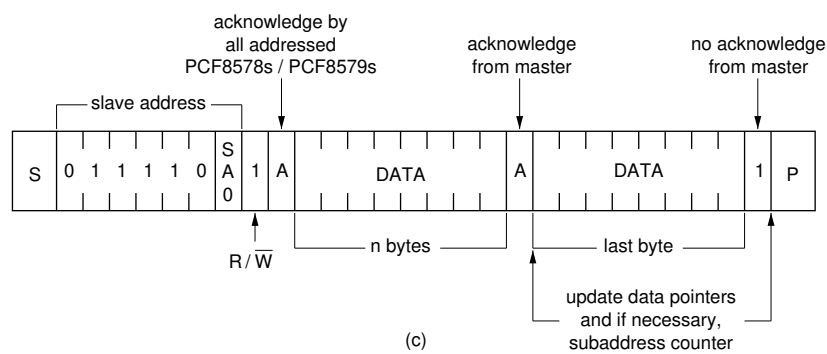 acknowledge by
all addressed
PCF8578s / PCF8579s
acknowledge
from master
no acknowledge
from master
slave address
S 0 1 1 1 1 0 SA0 1 A DATA A DATA 1 P
R / W̅
n bytes
last byte
update data pointers
and if necessary,
subaddress counter
(c)